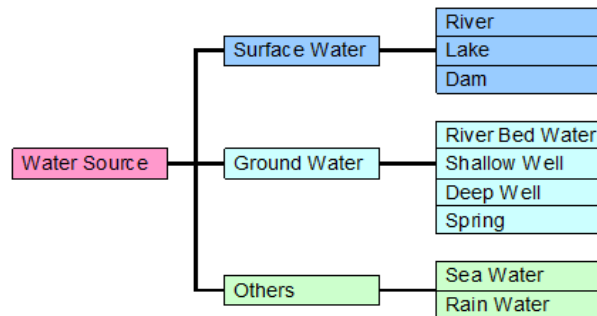 Water Source
Surface Water
River
Lake
Dam
Ground Water
River Bed Water
Shallow Well
Deep Well
Spring
Others
Sea Water
Rain Water